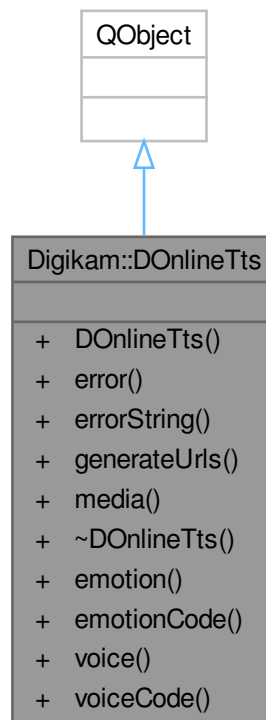 QObject
Digikam::DOnlineTts
+ DOnlineTts()
+ error()
+ errorString()
+ generateUrls()
+ media()
+ ~DOnlineTts()
+ emotion()
+ emotionCode()
+ voice()
+ voiceCode()